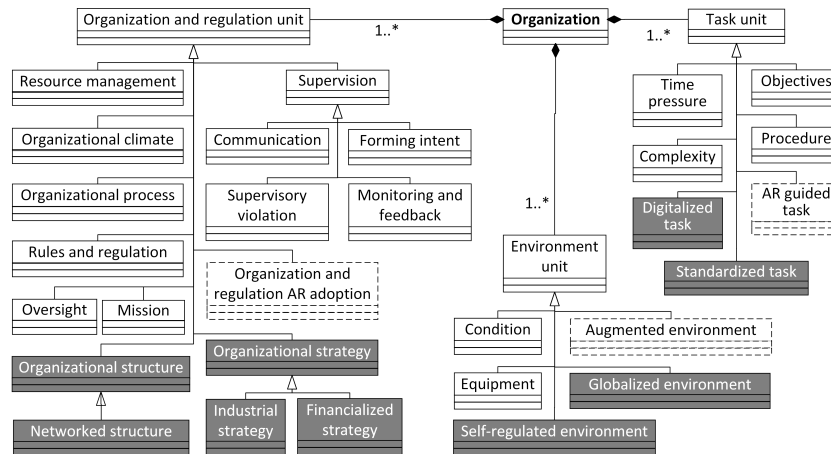 Organization and regulation unit
1..*
Organization
1..*
Task unit
Resource management
Supervision
Time
pressure
Objectives
Organizational climate
Communication
Forming intent
Procedure
Complexity
Organizational process
Supervisory
violation
Monitoring and
feedback
1..*
Digitalized
task
AR guided
task
Rules and regulation
Organization and
regulation AR adoption
Environment
unit
Standardized task
Oversight
Mission
Condition
Augmented environment
Organizational structure
Organizational strategy
Equipment
Globalized environment
Networked structure
Industrial
strategy
Financialized
strategy
Self-regulated environment